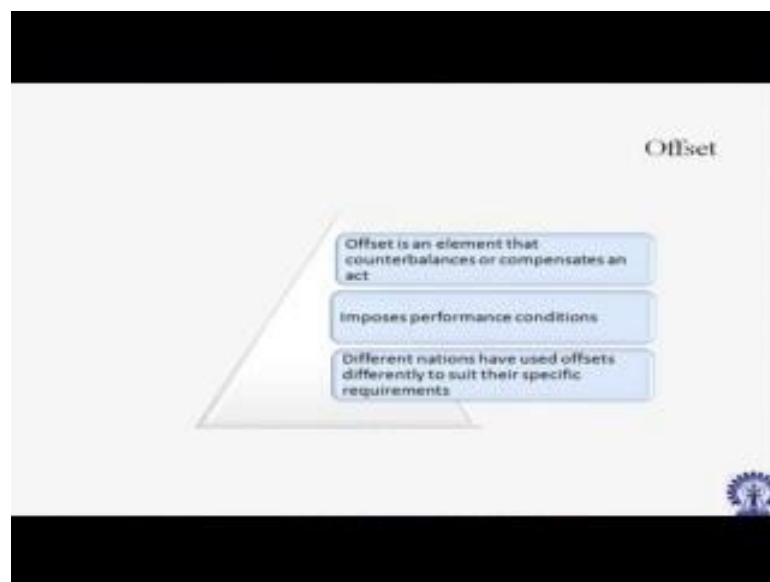 Offset
Offset is an element that
counterbalances or compensates an
act
Imposes performance conditions
Different nations have used offsets
differently to suit their specific
requirements